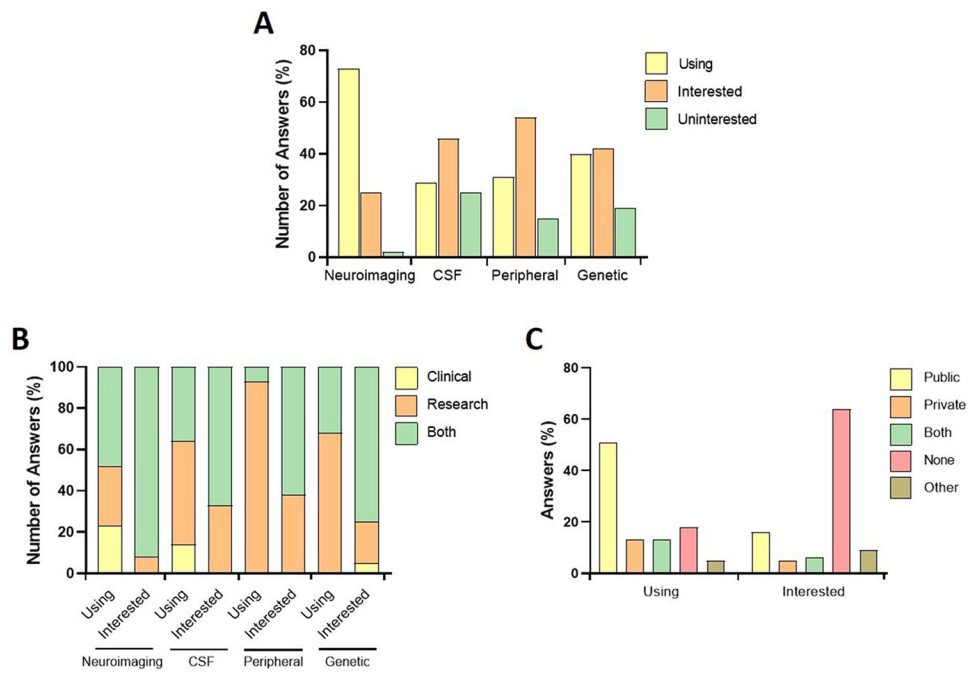 A
Number of Answers (%)
80
60
40
20
0
Neuroimaging CSF Peripheral Genetic
Using
Interested
Uninterested
B
Number of Answers (%)
100
80
60
40
20
0
Using Interested Using Interested Using Interested Using Interested
Neuroimaging CSF Peripheral Genetic
Clinical
Research
Both
C
Answers (%)
80
60
40
20
0
Using Interested
Public
Private
Both
None
Other